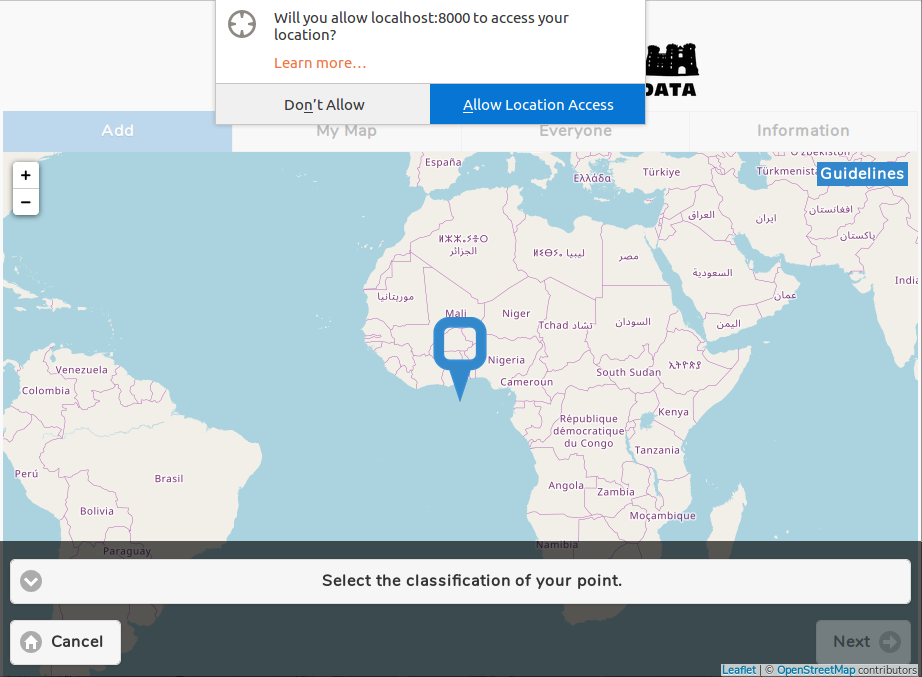 Will you allow localhost:8000 to access your
location?
Learn more…
Don't Allow
Allow Location Access
DATA
Add
My Map
Everyone
Information
+
−
Guidelines
España
Ελλάδα
Türkiye
Türkmenista
افغانستان
العراق
ایران
پاکستان
ⵍⵣⵣⴰⵢⴻⵔ
الجزائر
ⵍⵉⴱⵢⴰ ليبيا
مصر
السعودية
India
موريتانيا
عمان
Mali
Niger
Tchad تشاد
السودان
اليمن
Nigeria
Venezuela
South Sudan
Cameroun
Colombia
Kenya
République
démocratique
du Congo
Tanzania
Perú
Brasil
Angola
Zambia
Bolivia
Moçambique
Namibia
Paraguay
Select the classification of your point.
Cancel
Next
Leaflet | © OpenStreetMap contributors